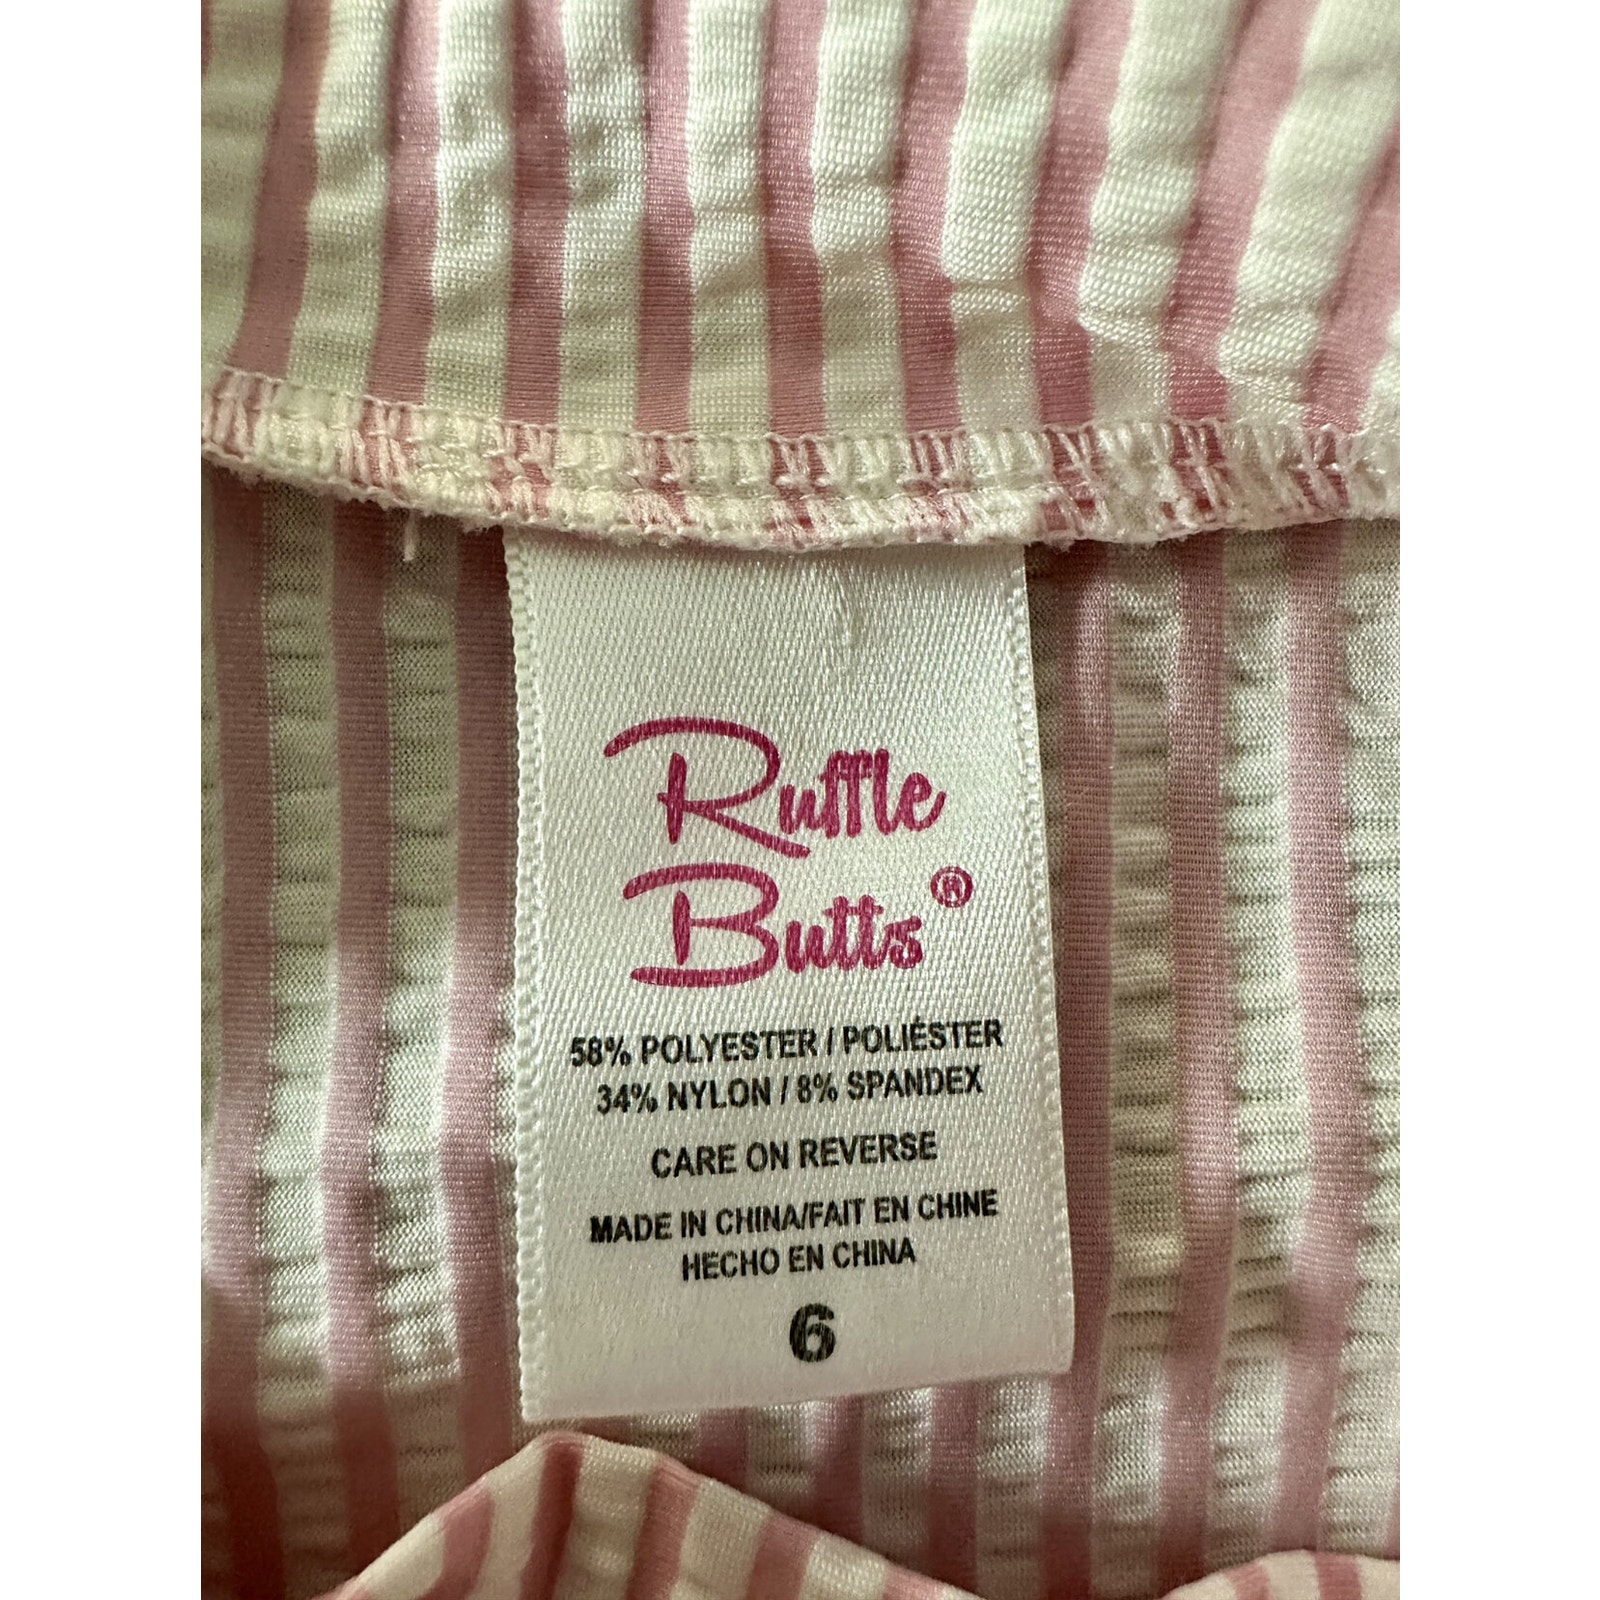 Ruffle
Butts®
58% POLYESTER / POLIÉSTER
34% NYLON / 8% SPANDEX
CARE ON REVERSE
MADE IN CHINA/FAIT EN CHINE
HECHO EN CHINA
6